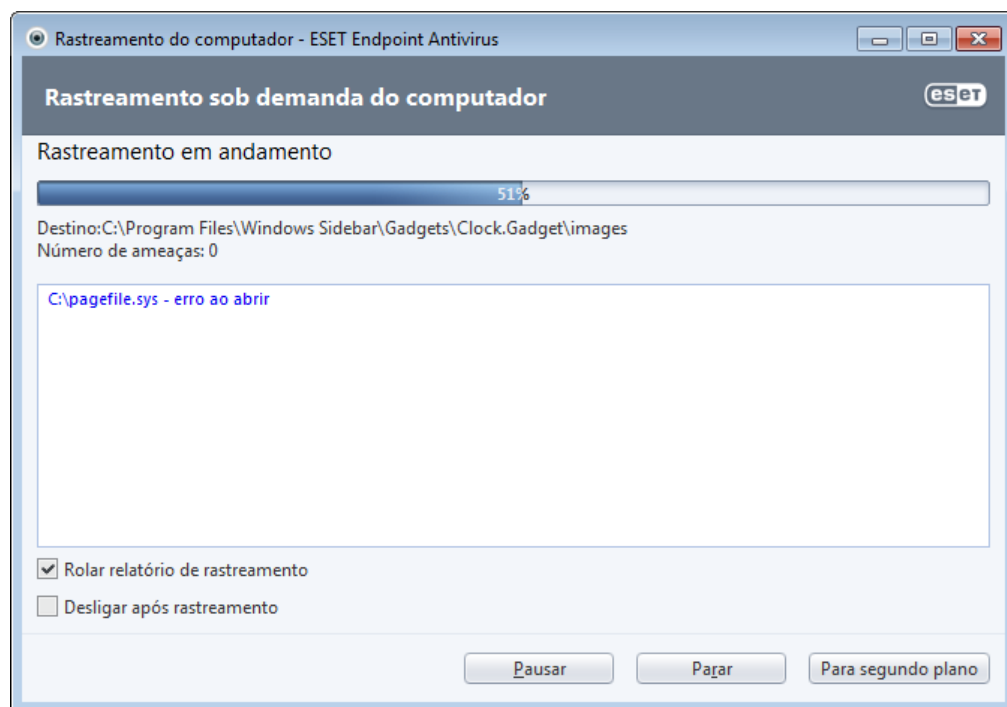 Rastreamento do computador - ESET Endpoint Antivirus
Rastreamento sob demanda do computador
eset
Rastreamento em andamento
51%
Destino:C:\Program Files\Windows Sidebar\Gadgets\Clock.Gadget\images
Número de ameaças: 0
C:\pagefile.sys - erro ao abrir
Rolar relatório de rastreamento
Desligar após rastreamento
Pausar Parar Para segundo plano